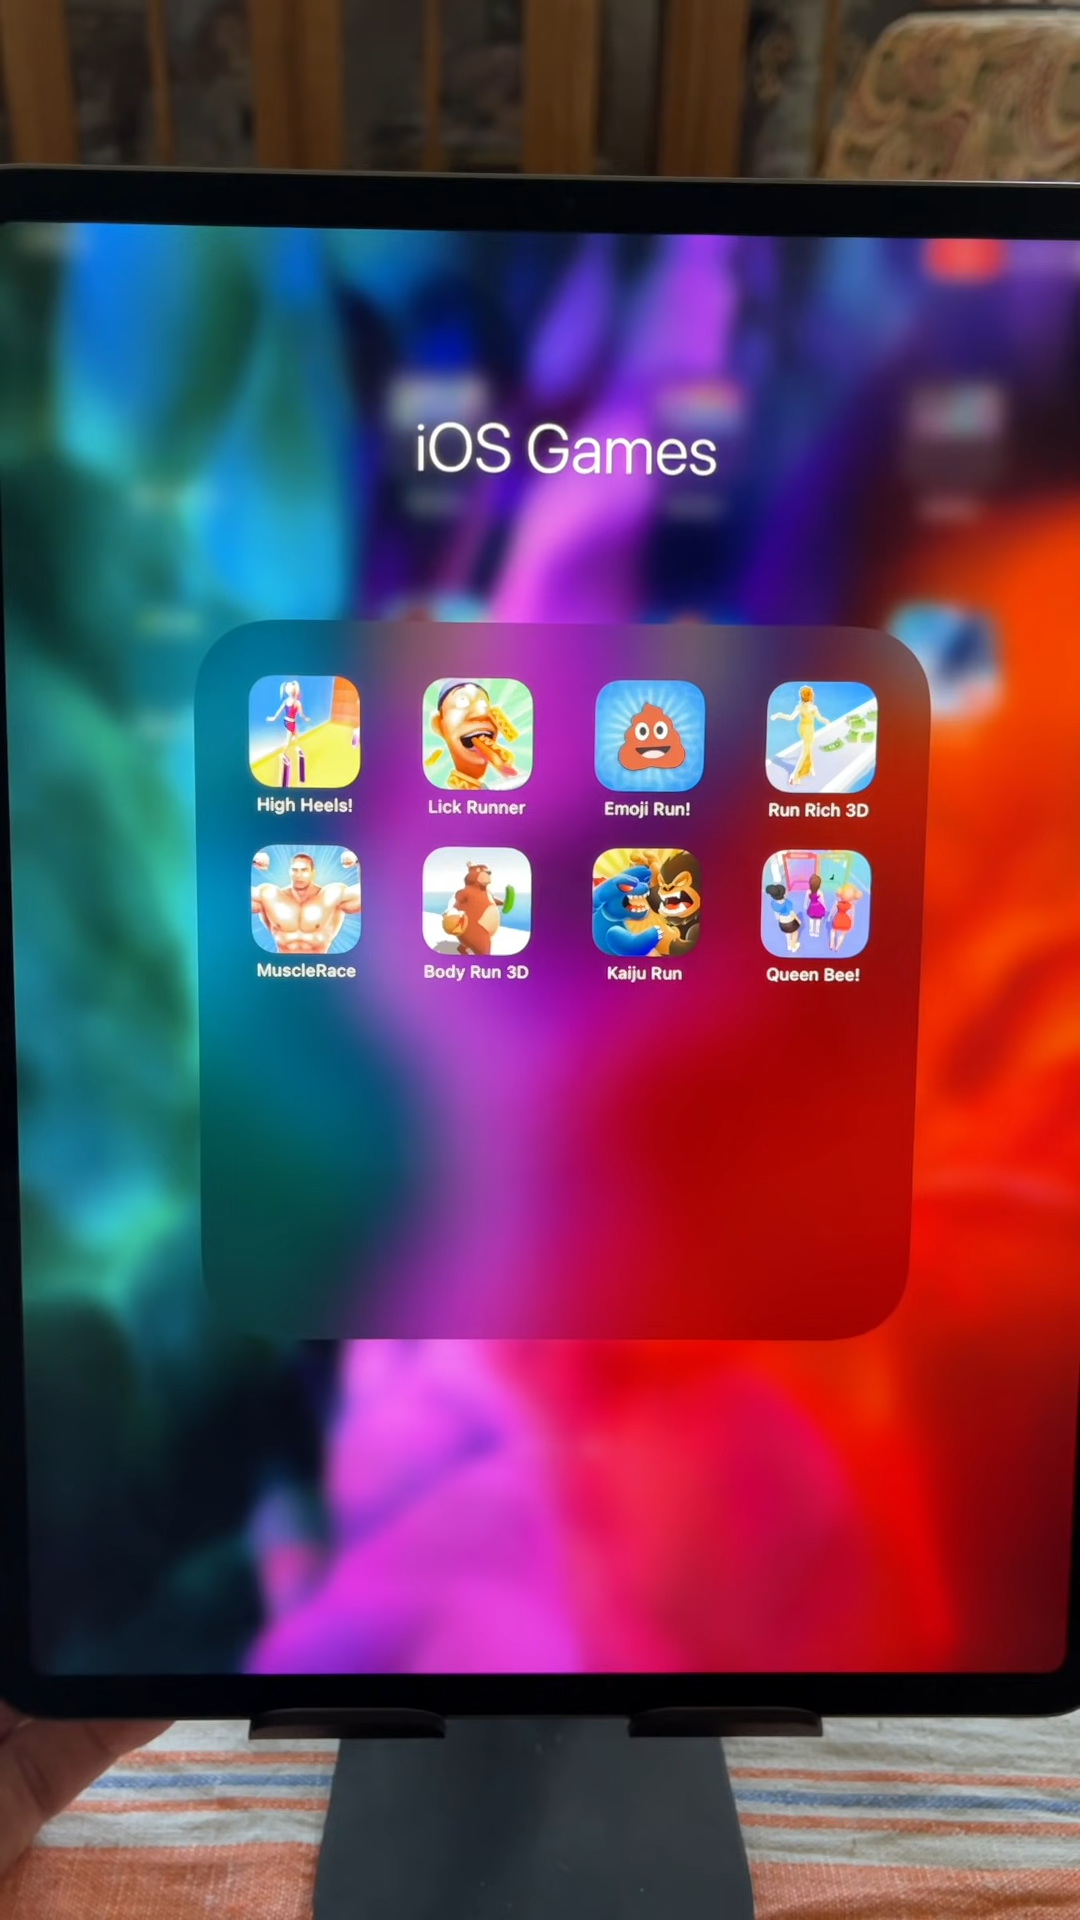 iOS Games
High Heels!
Lick Runner
Emoji Run!
Run Rich 3D
MuscleRace
Body Run 3D
Kaiju Run
Queen Bee!